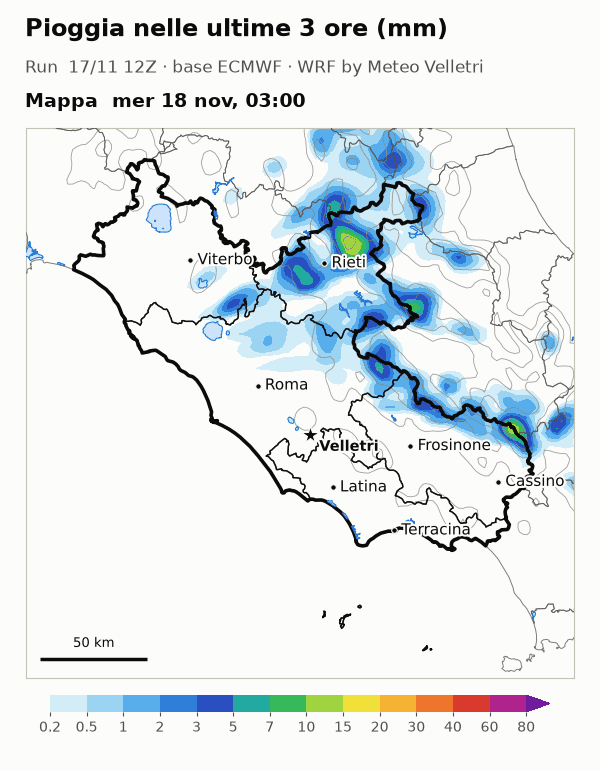 Pioggia nelle ultime 3 ore (mm)
Run  17/11 12Z · base ECMWF · WRF by Meteo Velletri
Mappa  mer 18 nov, 03:00
Viterbo
Rieti
Roma
Velletri
Frosinone
Latina
Cassino
Terracina
50 km
0.2 0.5 1 2 3 5 7 10 15 20 30 40 60 80